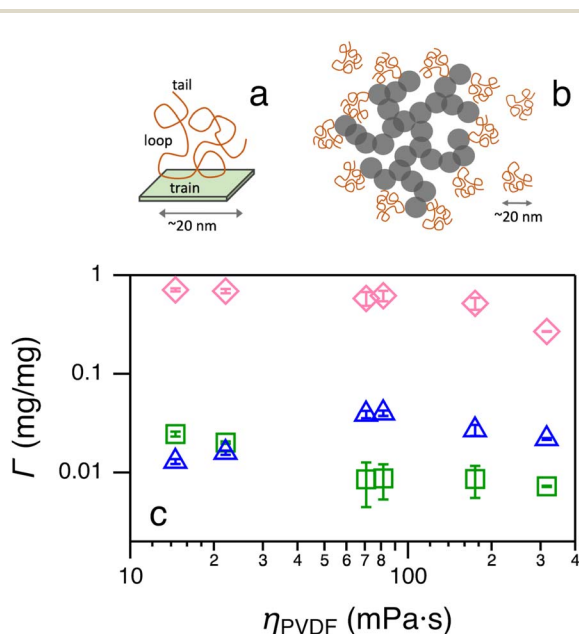 a
b
tail
loop
train
~20 nm
~20 nm
1
0.1
0.01
Γ (mg/mg)
c
10 2 3 4 5 6 7 8 100 2 3 4
ηPVDF (mPa·s)